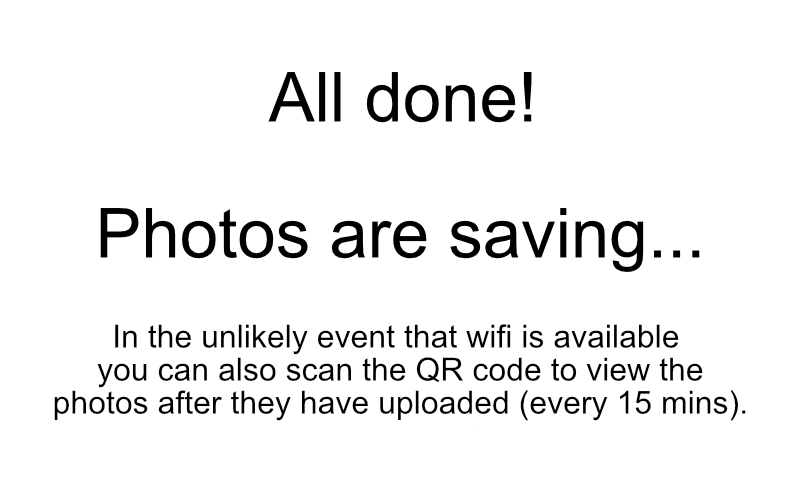 All done!
Photos are saving...
In the unlikely event that wifi is available
you can also scan the QR code to view the
photos after they have uploaded (every 15 mins).